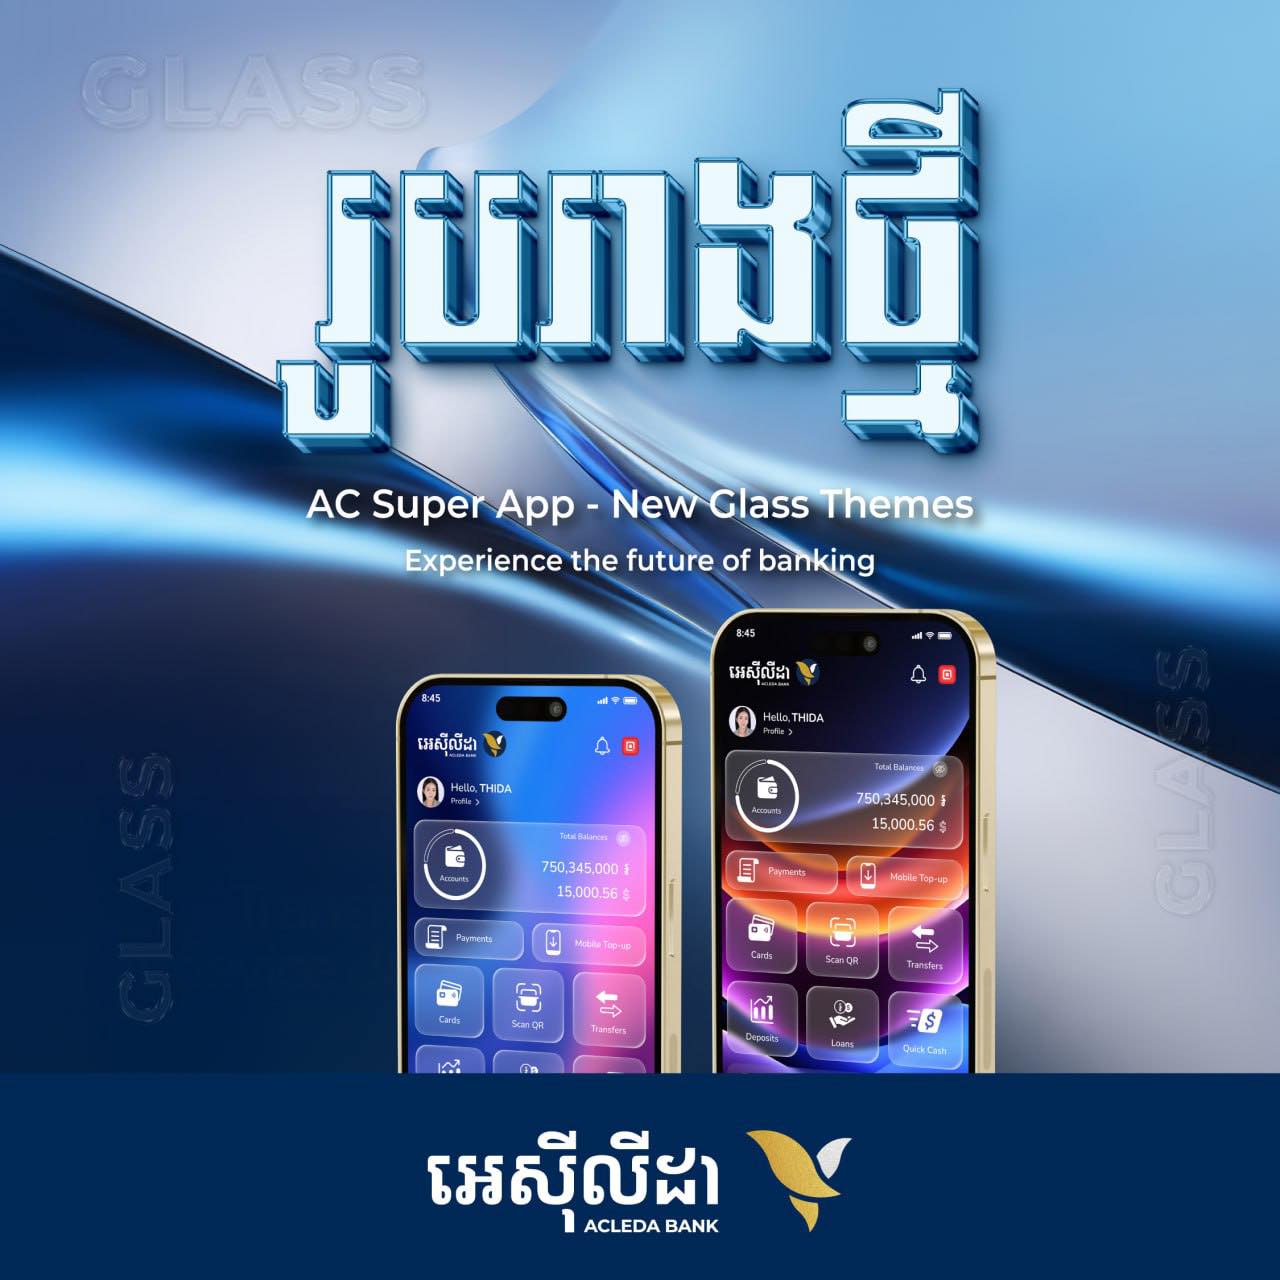 GLASS
រូបរាងថ្មី
AC Super App - New Glass Themes
Experience the future of banking
GLASS
GLASS
8:45
អេស៊ីលីដា
ACLEDA BANK
Hello, THIDA
Profile >
Accounts
Total Balances
750,345,000 ៛
15,000.56 $
Payments
Mobile Top-up
Cards
Scan QR
Transfers
8:45
អេស៊ីលីដា
ACLEDA BANK
Hello, THIDA
Profile >
Accounts
Total Balances
750,345,000 ៛
15,000.56 $
Payments
Mobile Top-up
Cards
Scan QR
Transfers
Deposits
Loans
Quick Cash
អេស៊ីលីដា
ACLEDA BANK